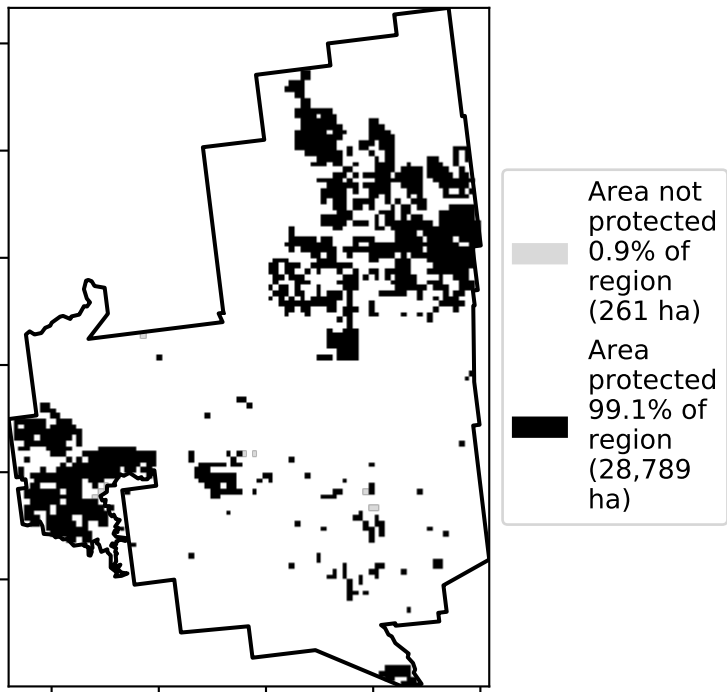 Area not
protected
0.9% of
region
(261 ha)
Area
protected
99.1% of
region
(28,789
ha)